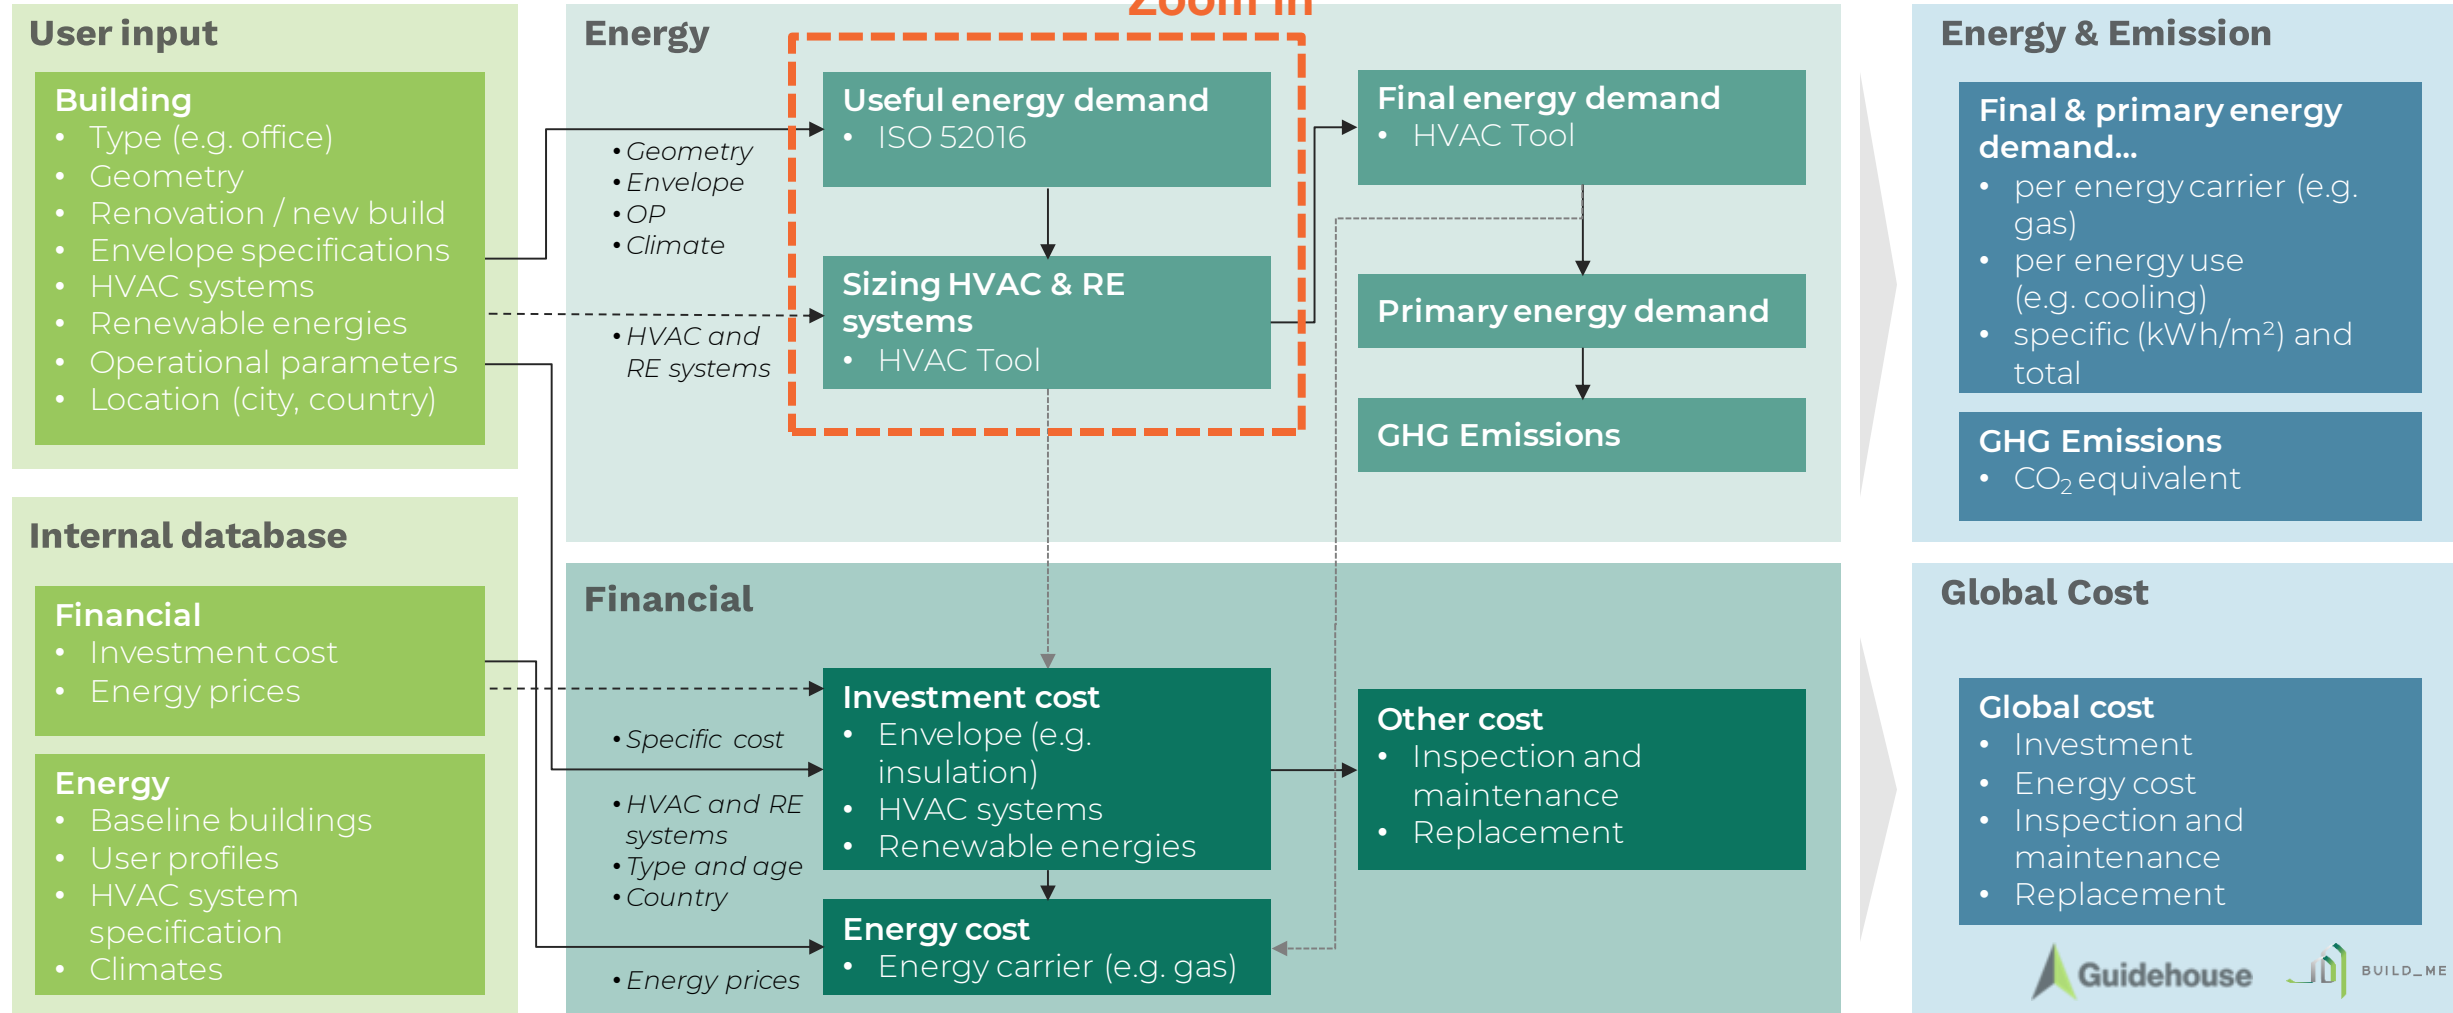 Zoom in
User input
Building
• Type (e.g. office)
• Geometry
• Renovation / new build
• Envelope specifications
• HVAC systems
• Renewable energies
• Operational parameters
• Location (city, country)
Internal database
Financial
• Investment cost
• Energy prices
Energy
• Baseline buildings
• User profiles
• HVAC system
specification
• Climates
Energy
• Geometry
• Envelope
• OP
• Climate
• HVAC and
RE systems
Useful energy demand
• ISO 52016
Sizing HVAC & RE
systems
• HVAC Tool
Final energy demand
• HVAC Tool
Primary energy demand
GHG Emissions
Financial
• Specific cost
• HVAC and RE
systems
• Type and age
• Country
• Energy prices
Investment cost
• Envelope (e.g.
insulation)
• HVAC systems
• Renewable energies
Energy cost
• Energy carrier (e.g. gas)
Other cost
• Inspection and
maintenance
• Replacement
Energy & Emission
Final & primary energy
demand...
• per energy carrier (e.g.
gas)
• per energy use
(e.g. cooling)
• specific (kWh/m²) and
total
GHG Emissions
• CO₂ equivalent
Global Cost
Global cost
• Investment
• Energy cost
• Inspection and
maintenance
• Replacement
Guidehouse
BUILD_ME